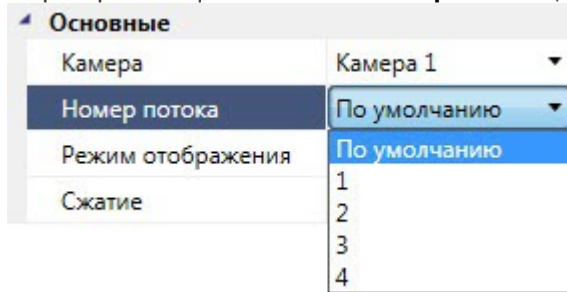 Основные
Камера Камера 1
Номер потока По умолчанию
Режим отображения По умолчанию
1
Сжатие 2
3
4